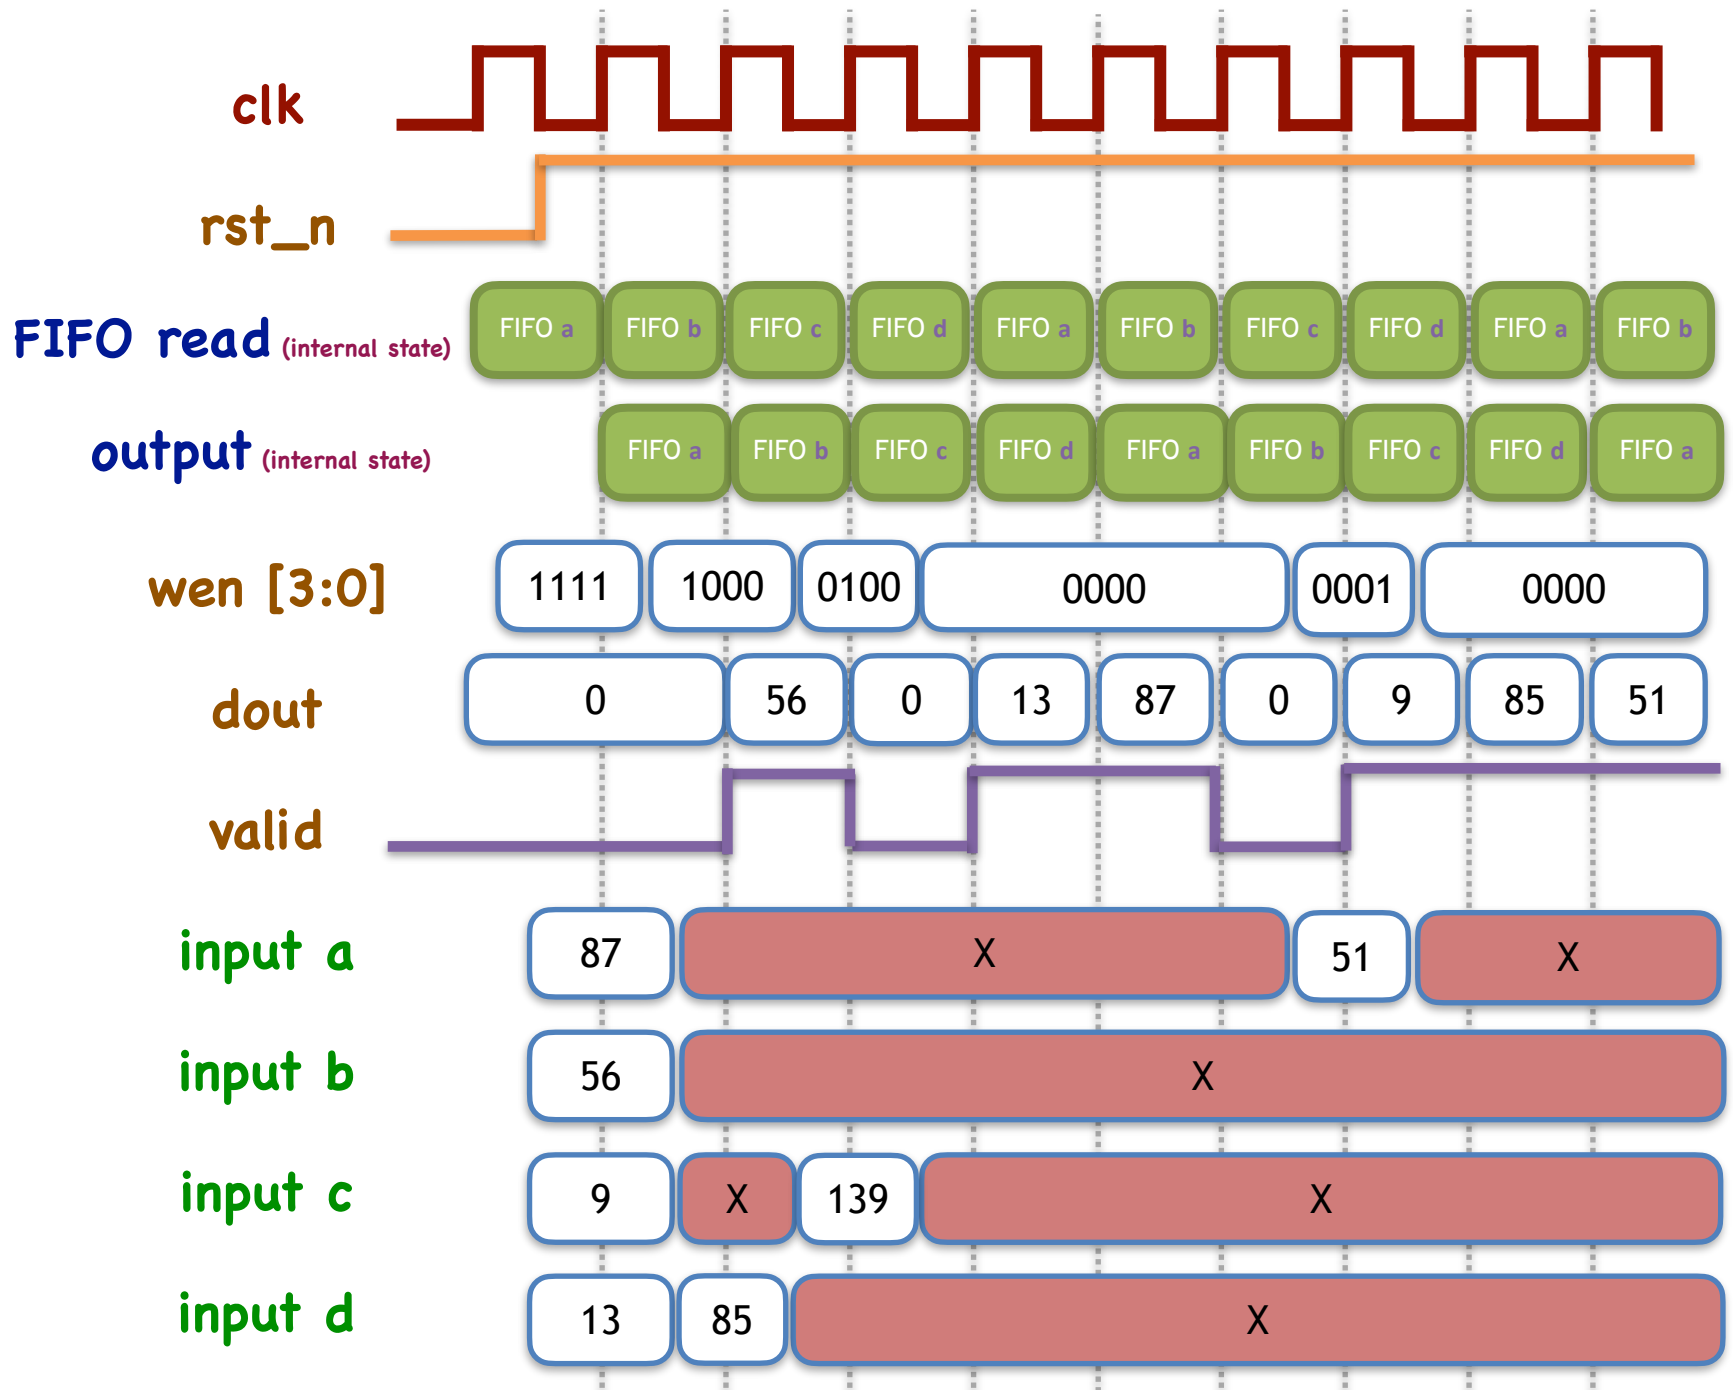 clk
rst_n
FIFO read (internal state) FIFO a FIFO b FIFO c FIFO d FIFO a FIFO b FIFO c FIFO d FIFO a FIFO b
output (internal state) FIFO a FIFO b FIFO c FIFO d FIFO a FIFO b FIFO c FIFO d FIFO a
wen [3:0] 1111 1000 0100 0000 0001 0000
dout 0 56 0 13 87 0 9 85 51
valid
input a 87 X 51 X
input b 56 X
input c 9 X 139 X
input d 13 85 X